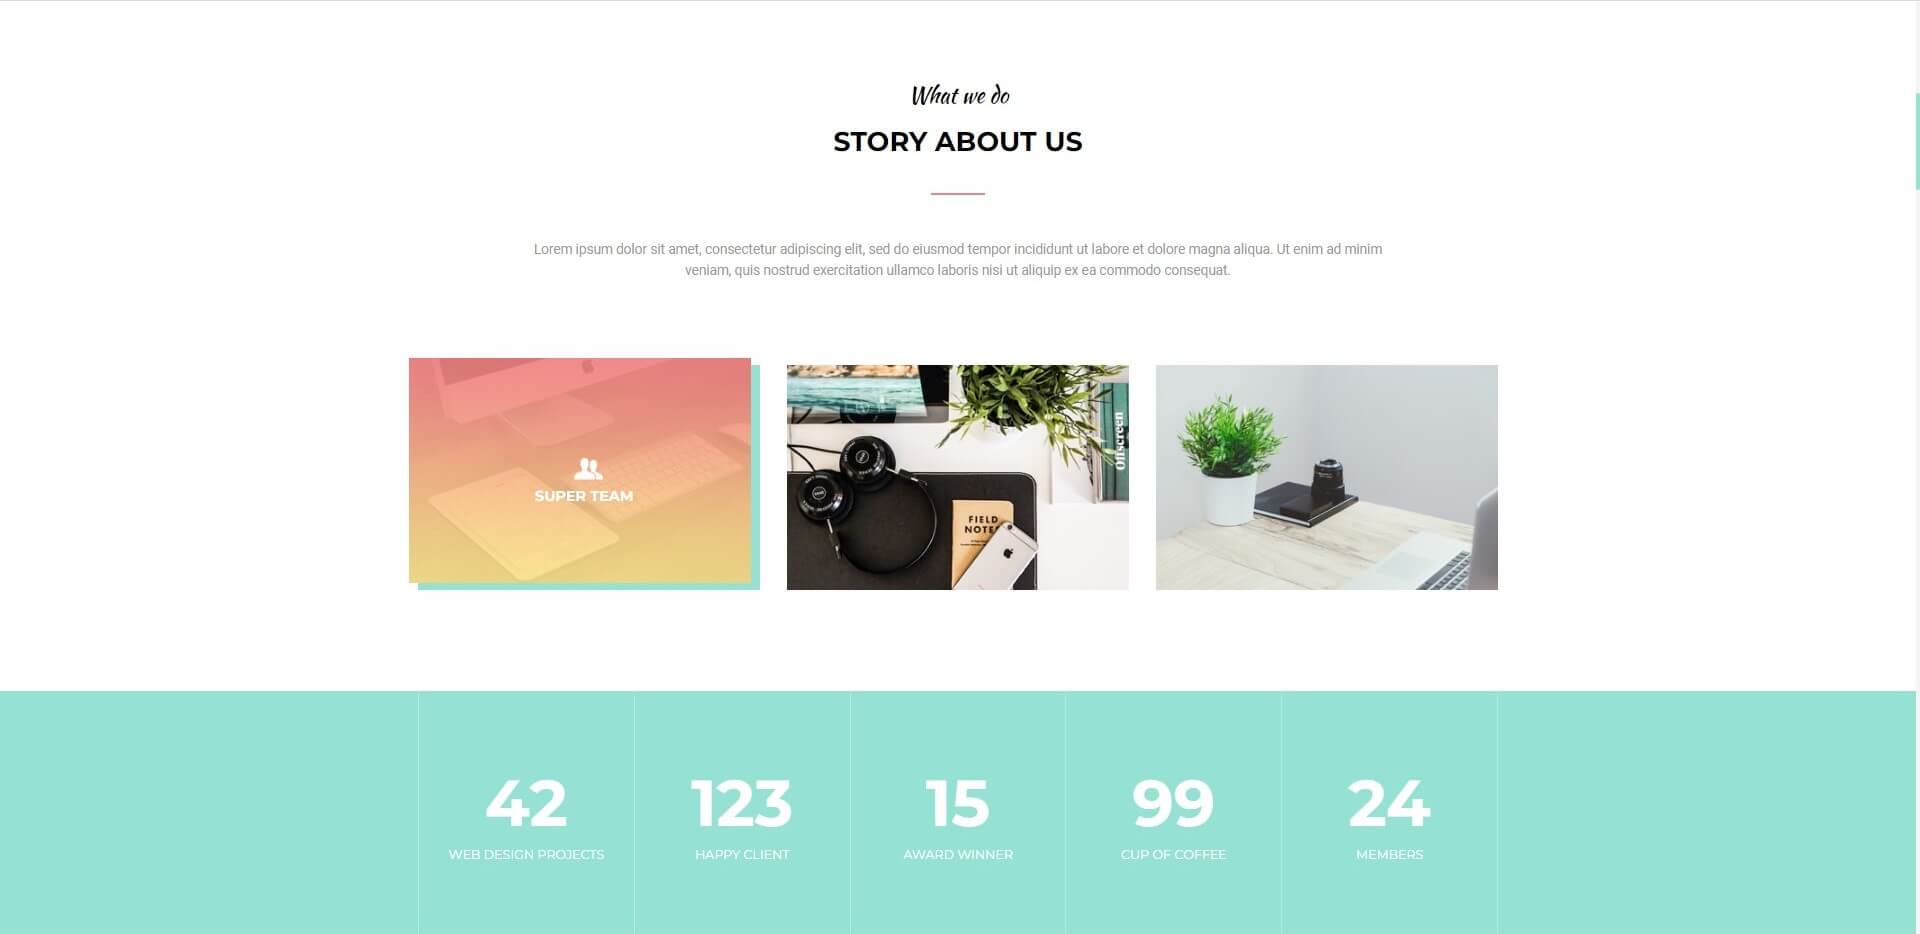 What we do
STORY ABOUT US
Lorem ipsum dolor sit amet, consectetur adipiscing elit, sed do eiusmod tempor incididunt ut labore et dolore magna aliqua. Ut enim ad minim
veniam, quis nostrud exercitation ullamco laboris nisi ut aliquip ex ea commodo consequat.
SUPER TEAM
Offscreen
FIELD
NOTES
42
WEB DESIGN PROJECTS
123
HAPPY CLIENT
15
AWARD WINNER
99
CUP OF COFFEE
24
MEMBERS